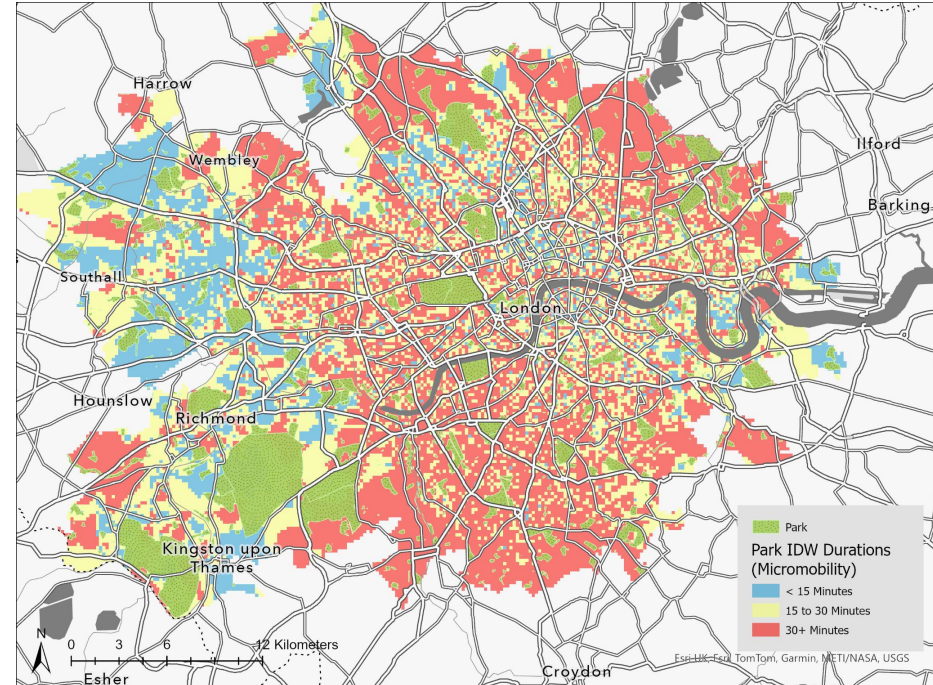 Harrow
Wembley
Ilford
Barking
Southall
London
Hounslow
Richmond
Kingston upon
Thames
Park
Park IDW Durations
(Micromobility)
< 15 Minutes
15 to 30 Minutes
30+ Minutes
N
0 3 6 12 Kilometers
Esri UK, Esri, TomTom, Garmin, METI/NASA, USGS
Esher
Croydon